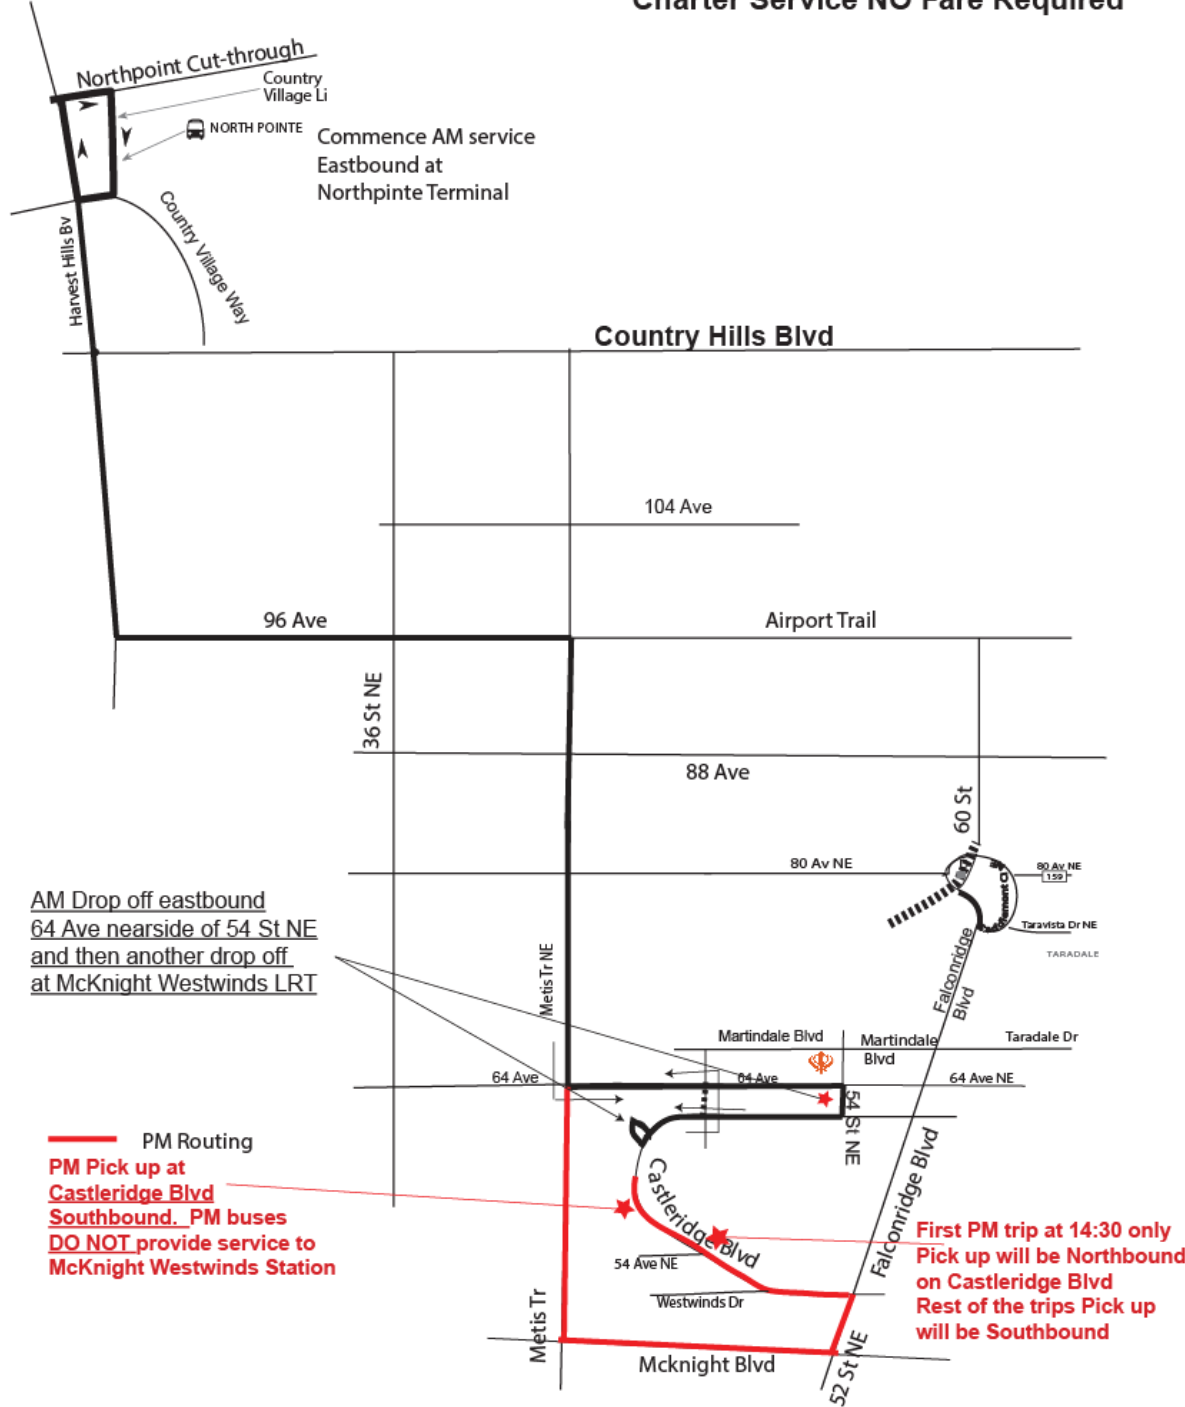 Charter Service NO Fare Required
Northpoint Cut-through
Country
Village Li
NORTH POINTE
Commence AM service
Eastbound at
Northpinte Terminal
Country Village Way
Harvest Hills Bv
Country Hills Blvd
104 Ave
96 Ave
Airport Trail
36 St NE
88 Ave
60 St
80 Av NE
80 Av NE
159
Taravista Dr NE
TARADALE
Falconridge
Blvd
AM Drop off eastbound
64 Ave nearside of 54 St NE
and then another drop off
at McKnight Westwinds LRT
Metis Tr NE
Martindale Blvd
Martindale
Blvd
Taradale Dr
64 Ave
64 Ave
64 Ave NE
54 St NE
PM Routing
PM Pick up at
Castleridge Blvd
Southbound. PM buses
DO NOT provide service to
McKnight Westwinds Station
Castleridge Blvd
Falconridge Blvd
First PM trip at 14:30 only
Pick up will be Northbound
on Castleridge Blvd
Rest of the trips Pick up
will be Southbound
54 Ave NE
Westwinds Dr
Metis Tr
Mcknight Blvd
52 St NE